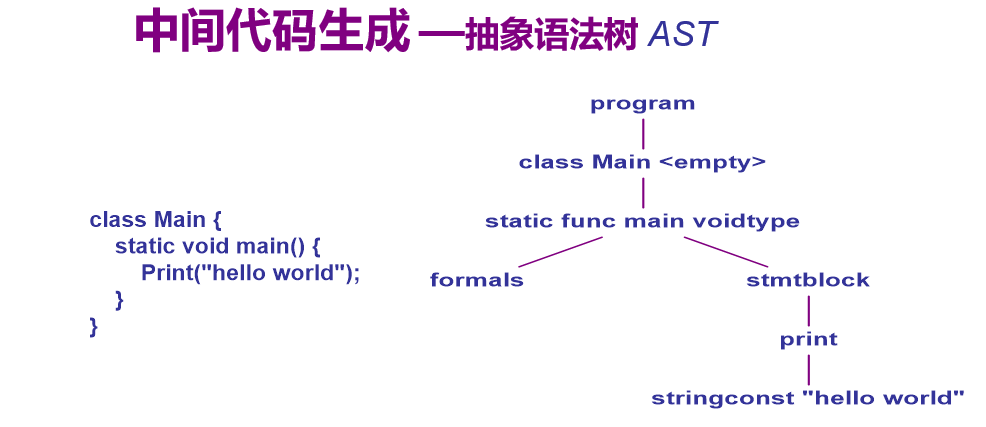 中间代码生成 —抽象语法树 AST
class Main {
static void main() {
Print("hello world");
}
}
program
class Main <empty>
static func main voidtype
formals
stmtblock
print
stringconst "hello world"